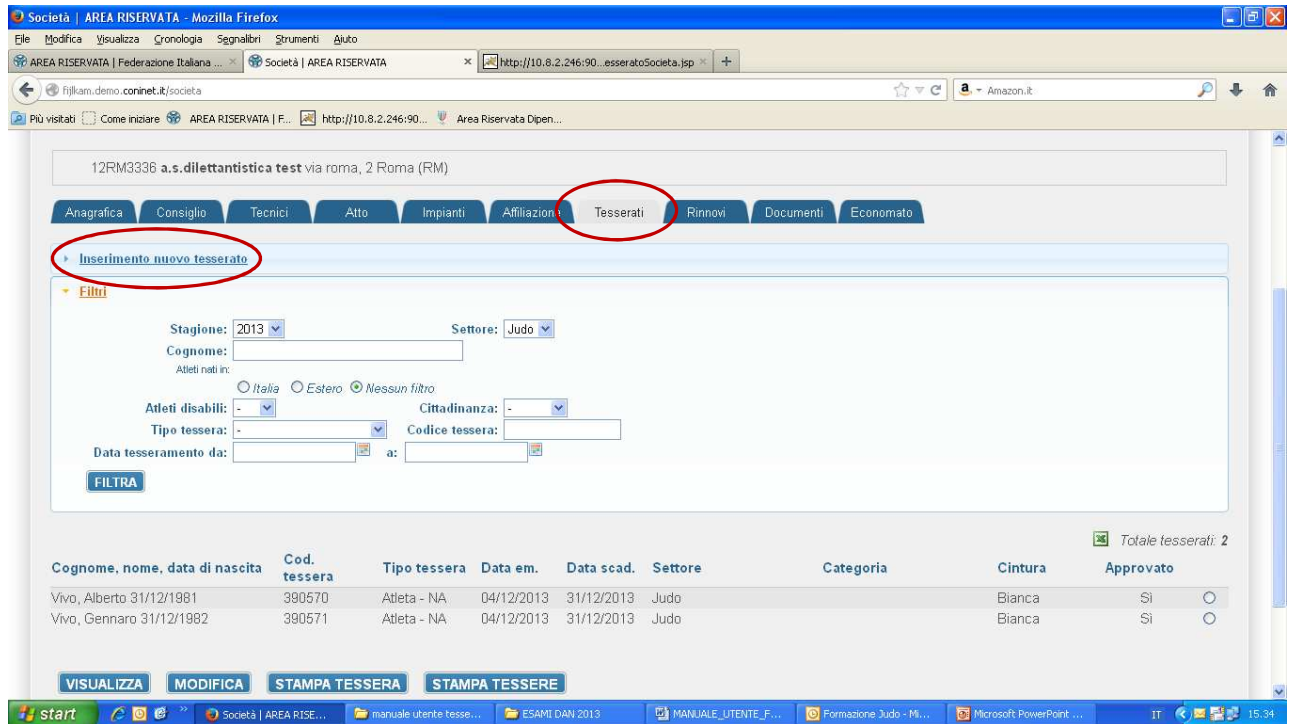 Società | AREA RISERVATA - Mozilla Firefox
File Modifica Visualizza Cronologia Segnalibri Strumenti Aiuto
AREA RISERVATA | Federazione Italiana ... × Società | AREA RISERVATA × http://10.8.2.246:90...esseratoSocieta.jsp × +
fijlkam.demo.coninet.it/societa Amazon.it
Più visitati Come iniziare AREA RISERVATA | F... http://10.8.2.246:90... Area Riservata Dipen...
12RM3336 a.s.dilettantistica test via roma, 2 Roma (RM)
Anagrafica Consiglio Tecnici Atto Impianti Affiliazione Tesserati Rinnovi Documenti Economato
Inserimento nuovo tesserato
Filtri
Stagione: 2013 Settore: Judo
Cognome:
Atleti nati in:
Italia Estero Nessun filtro
Atleti disabili: - Cittadinanza: -
Tipo tessera: - Codice tessera:
Data tesseramento da: a:
FILTRA
Totale tesserati: 2
Cognome, nome, data di nascita Cod. tessera Tipo tessera Data em. Data scad. Settore Categoria Cintura Approvato
Vivo, Alberto 31/12/1981 390570 Atleta - NA 04/12/2013 31/12/2013 Judo Bianca Sì
Vivo, Gennaro 31/12/1982 390571 Atleta - NA 04/12/2013 31/12/2013 Judo Bianca Sì
VISUALIZZA MODIFICA STAMPA TESSERA STAMPA TESSERE
start Società | AREA RISE... manuale utente tesse... ESAMI DAN 2013 MANUALE_UTENTE_F... Formazione Judo - Mi... Microsoft PowerPoint ... IT 15.34